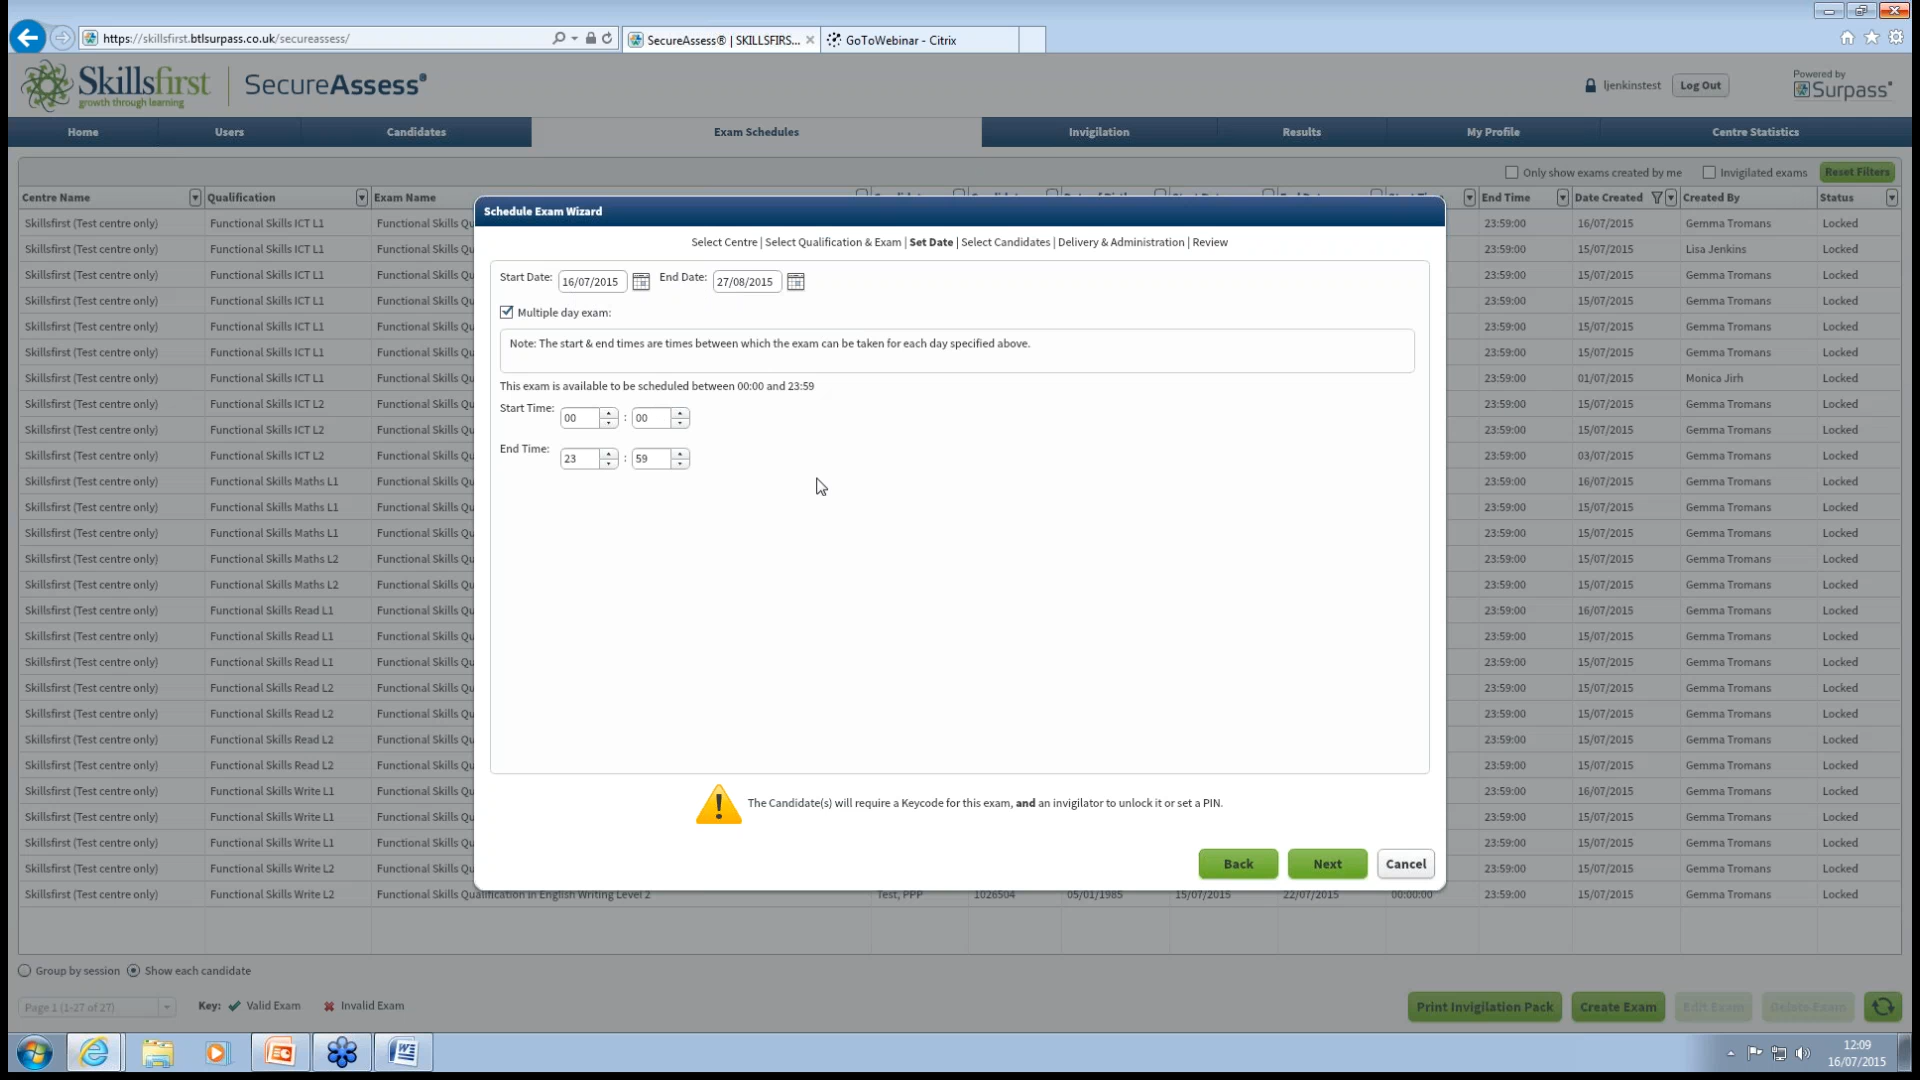 https://skillsfirst.btlsurpass.co.uk/secureassess/
SecureAssess® | SKILLSFIRS...
GoToWebinar - Citrix
Skillsfirst
growth through learning
SecureAssess®
ljenkinstest
Log Out
Powered by
Surpass
Home Users Candidates Exam Schedules Invigilation Results My Profile Centre Statistics
Only show exams created by me Invigilated exams Reset Filters
Centre Name Qualification Exam Name End Time Date Created Created By Status
Schedule Exam Wizard
Select Centre | Select Qualification & Exam | Set Date | Select Candidates | Delivery & Administration | Review
Start Date: 16/07/2015 End Date: 27/08/2015
Multiple day exam:
Note: The start & end times are times between which the exam can be taken for each day specified above.
This exam is available to be scheduled between 00:00 and 23:59
Start Time: 00 : 00
End Time: 23 : 59
The Candidate(s) will require a Keycode for this exam, and an invigilator to unlock it or set a PIN.
Back Next Cancel
Skillsfirst (Test centre only) Functional Skills ICT L1 Functional Skills Qu 23:59:00 16/07/2015 Gemma Tromans Locked
Skillsfirst (Test centre only) Functional Skills ICT L1 Functional Skills Qu 23:59:00 15/07/2015 Lisa Jenkins Locked
Skillsfirst (Test centre only) Functional Skills ICT L1 Functional Skills Qu 23:59:00 15/07/2015 Gemma Tromans Locked
Skillsfirst (Test centre only) Functional Skills ICT L1 Functional Skills Qu 23:59:00 15/07/2015 Gemma Tromans Locked
Skillsfirst (Test centre only) Functional Skills ICT L1 Functional Skills Qu 23:59:00 15/07/2015 Gemma Tromans Locked
Skillsfirst (Test centre only) Functional Skills ICT L1 Functional Skills Qu 23:59:00 15/07/2015 Gemma Tromans Locked
Skillsfirst (Test centre only) Functional Skills ICT L1 Functional Skills Qu 23:59:00 01/07/2015 Monica Jirh Locked
Skillsfirst (Test centre only) Functional Skills ICT L2 Functional Skills Qu 23:59:00 15/07/2015 Gemma Tromans Locked
Skillsfirst (Test centre only) Functional Skills ICT L2 Functional Skills Qu 23:59:00 15/07/2015 Gemma Tromans Locked
Skillsfirst (Test centre only) Functional Skills ICT L2 Functional Skills Qu 23:59:00 03/07/2015 Gemma Tromans Locked
Skillsfirst (Test centre only) Functional Skills Maths L1 Functional Skills Qu 23:59:00 16/07/2015 Gemma Tromans Locked
Skillsfirst (Test centre only) Functional Skills Maths L1 Functional Skills Qu 23:59:00 15/07/2015 Gemma Tromans Locked
Skillsfirst (Test centre only) Functional Skills Maths L1 Functional Skills Qu 23:59:00 15/07/2015 Gemma Tromans Locked
Skillsfirst (Test centre only) Functional Skills Maths L2 Functional Skills Qu 23:59:00 15/07/2015 Gemma Tromans Locked
Skillsfirst (Test centre only) Functional Skills Maths L2 Functional Skills Qu 23:59:00 15/07/2015 Gemma Tromans Locked
Skillsfirst (Test centre only) Functional Skills Read L1 Functional Skills Qu 23:59:00 16/07/2015 Gemma Tromans Locked
Skillsfirst (Test centre only) Functional Skills Read L1 Functional Skills Qu 23:59:00 15/07/2015 Gemma Tromans Locked
Skillsfirst (Test centre only) Functional Skills Read L1 Functional Skills Qu 23:59:00 15/07/2015 Gemma Tromans Locked
Skillsfirst (Test centre only) Functional Skills Read L2 Functional Skills Qu 23:59:00 15/07/2015 Gemma Tromans Locked
Skillsfirst (Test centre only) Functional Skills Read L2 Functional Skills Qu 23:59:00 15/07/2015 Gemma Tromans Locked
Skillsfirst (Test centre only) Functional Skills Read L2 Functional Skills Qu 23:59:00 15/07/2015 Gemma Tromans Locked
Skillsfirst (Test centre only) Functional Skills Read L2 Functional Skills Qu 23:59:00 15/07/2015 Gemma Tromans Locked
Skillsfirst (Test centre only) Functional Skills Write L1 Functional Skills Qu 23:59:00 16/07/2015 Gemma Tromans Locked
Skillsfirst (Test centre only) Functional Skills Write L1 Functional Skills Qu 23:59:00 15/07/2015 Gemma Tromans Locked
Skillsfirst (Test centre only) Functional Skills Write L1 Functional Skills Qu 23:59:00 15/07/2015 Gemma Tromans Locked
Skillsfirst (Test centre only) Functional Skills Write L2 Functional Skills Qu 23:59:00 15/07/2015 Gemma Tromans Locked
Skillsfirst (Test centre only) Functional Skills Write L2 Functional Skills Qualification in English Writing Level 2 Test, PPP 1026504 05/01/1985 15/07/2015 22/07/2015 00:00:00 23:59:00 15/07/2015 Gemma Tromans Locked
Group by session Show each candidate
Page 1 (1-27 of 27) Key: Valid Exam Invalid Exam Print Invigilation Pack Create Exam Edit Exam Delete Exam
12:09
16/07/2015